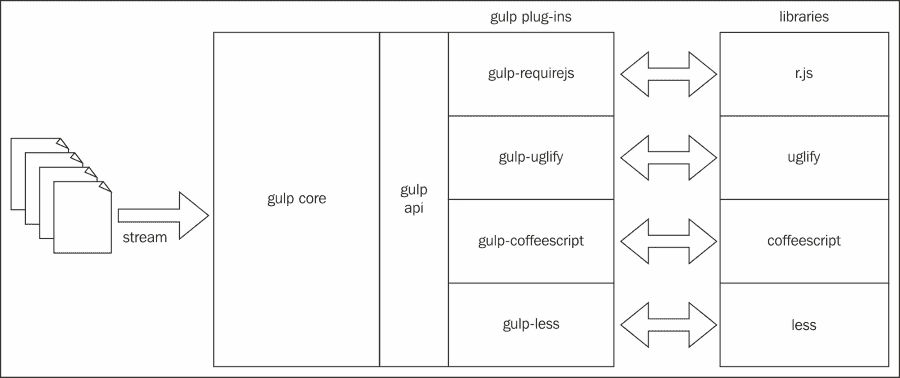 gulp plug-ins
libraries
gulp-requirejs
r.js
gulp-uglify
uglify
gulp core
gulp
api
stream
gulp-coffeescript
coffeescript
gulp-less
less